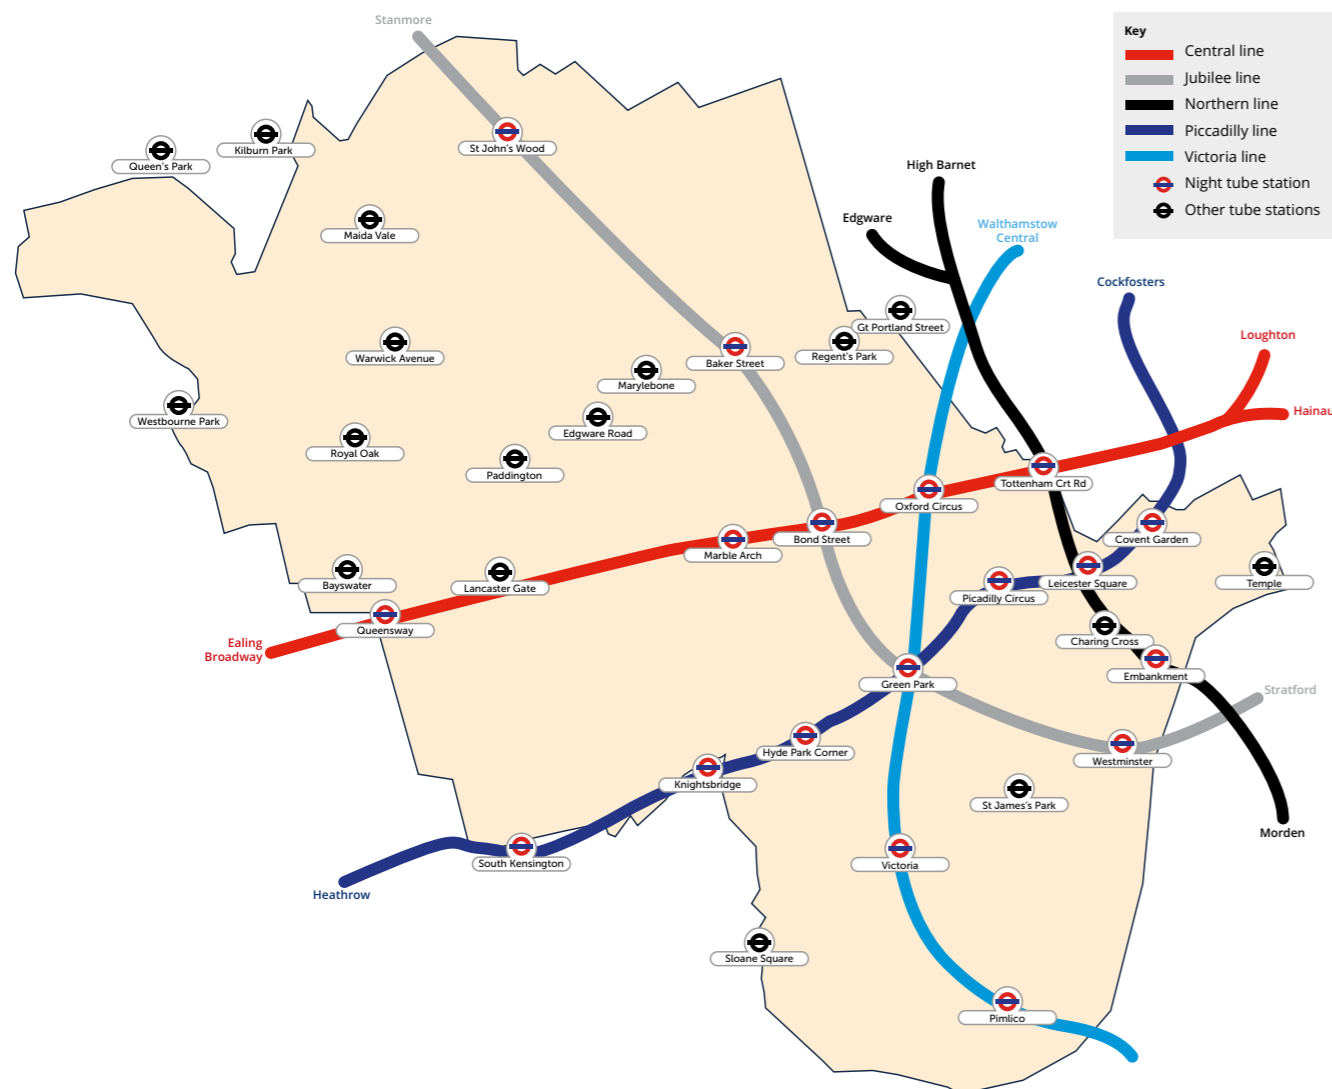 Stanmore
Key
Central line
Jubilee line
Northern line
Piccadilly line
Victoria line
Night tube station
Other tube stations
St John's Wood
Kilburn Park
Queen's Park
High Barnet
Edgware
Walthamstow
Central
Maida Vale
Cockfosters
Gt Portland Street
Loughton
Warwick Avenue
Baker Street
Regent's Park
Marylebone
Hainau
Westbourne Park
Edgware Road
Royal Oak
Paddington
Tottenham Crt Rd
Oxford Circus
Bond Street
Covent Garden
Marble Arch
Bayswater
Lancaster Gate
Picadilly Circus
Leicester Square
Temple
Queensway
Ealing
Broadway
Charing Cross
Embankment
Green Park
Stratford
Hyde Park Corner
Westminster
Knightsbridge
St James's Park
Morden
South Kensington
Victoria
Heathrow
Sloane Square
Pimlico